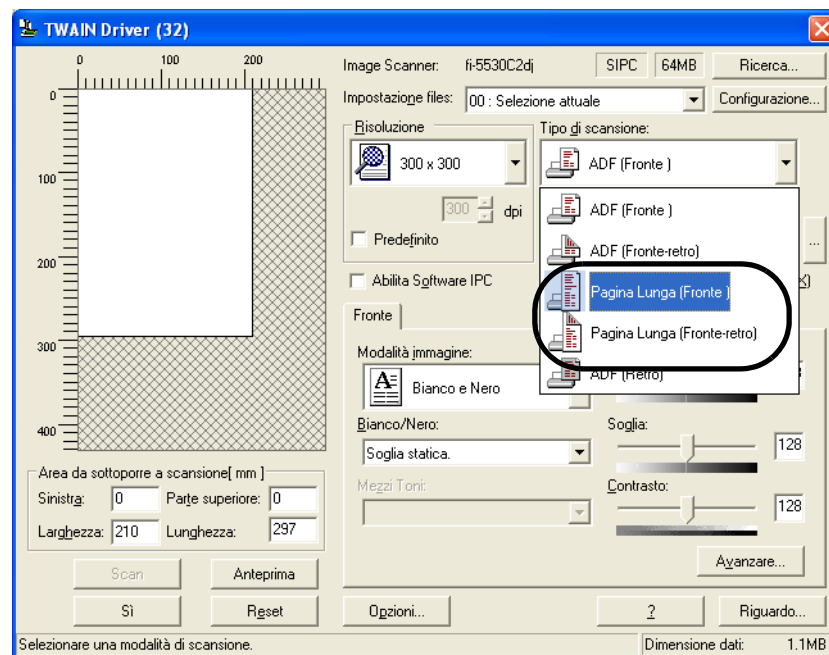 TWAIN Driver (32)
0 100 200
0
100
200
300
400
Image Scanner: fi-5530C2dj SIPC 64MB Ricerca...
Impostazione files: 00 : Selezione attuale Configurazione...
Risoluzione
300 x 300
300 dpi
Predefinito
Tipo di scansione:
ADF (Fronte )
ADF (Fronte )
ADF (Fronte-retro)
Pagina Lunga (Fronte )
Pagina Lunga (Fronte-retro)
ADF (Retro)
...
Abilita Software IPC
Fronte
Modalità immagine:
Bianco e Nero
Bianco/Nero:
Soglia statica.
Mezzi Toni:
Soglia:
128
Contrasto:
128
Avanzare...
Area da sottoporre a scansione[ mm ]
Sinistra: 0 Parte superiore: 0
Larghezza: 210 Lunghezza: 297
Scan Anteprima
Sì Reset Opzioni... ? Riguardo...
Selezionare una modalità di scansione. Dimensione dati: 1.1MB